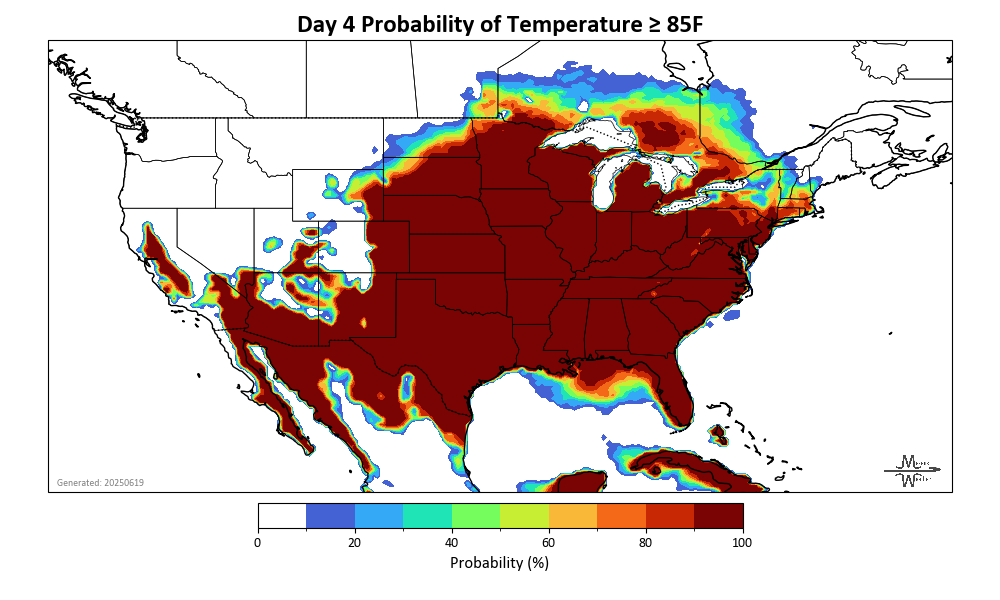 Day 4 Probability of Temperature ≥ 85F
Generated: 20250619
0 20 40 60 80 100
Probability (%)